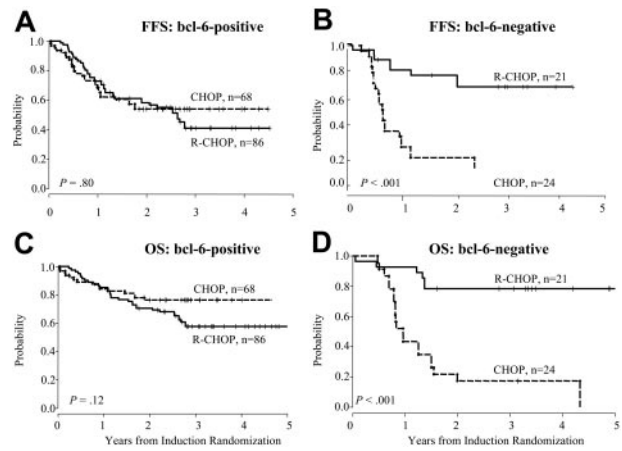 A
FFS: bcl-6-positive
1.0
0.8
0.6
0.4
0.2
0.0
Probability
CHOP, n=68
R-CHOP, n=86
P = .80
0 1 2 3 4 5
B
FFS: bcl-6-negative
1.0
0.8
0.6
0.4
0.2
0.0
Probability
R-CHOP, n=21
CHOP, n=24
P < .001
0 1 2 3 4 5
C
OS: bcl-6-positive
1.0
0.8
0.6
0.4
0.2
0.0
Probability
CHOP, n=68
R-CHOP, n=86
P = .12
0 1 2 3 4 5
Years from Induction Randomization
D
OS: bcl-6-negative
1.0
0.8
0.6
0.4
0.2
0.0
Probability
R-CHOP, n=21
CHOP, n=24
P < .001
0 1 2 3 4 5
Years from Induction Randomization